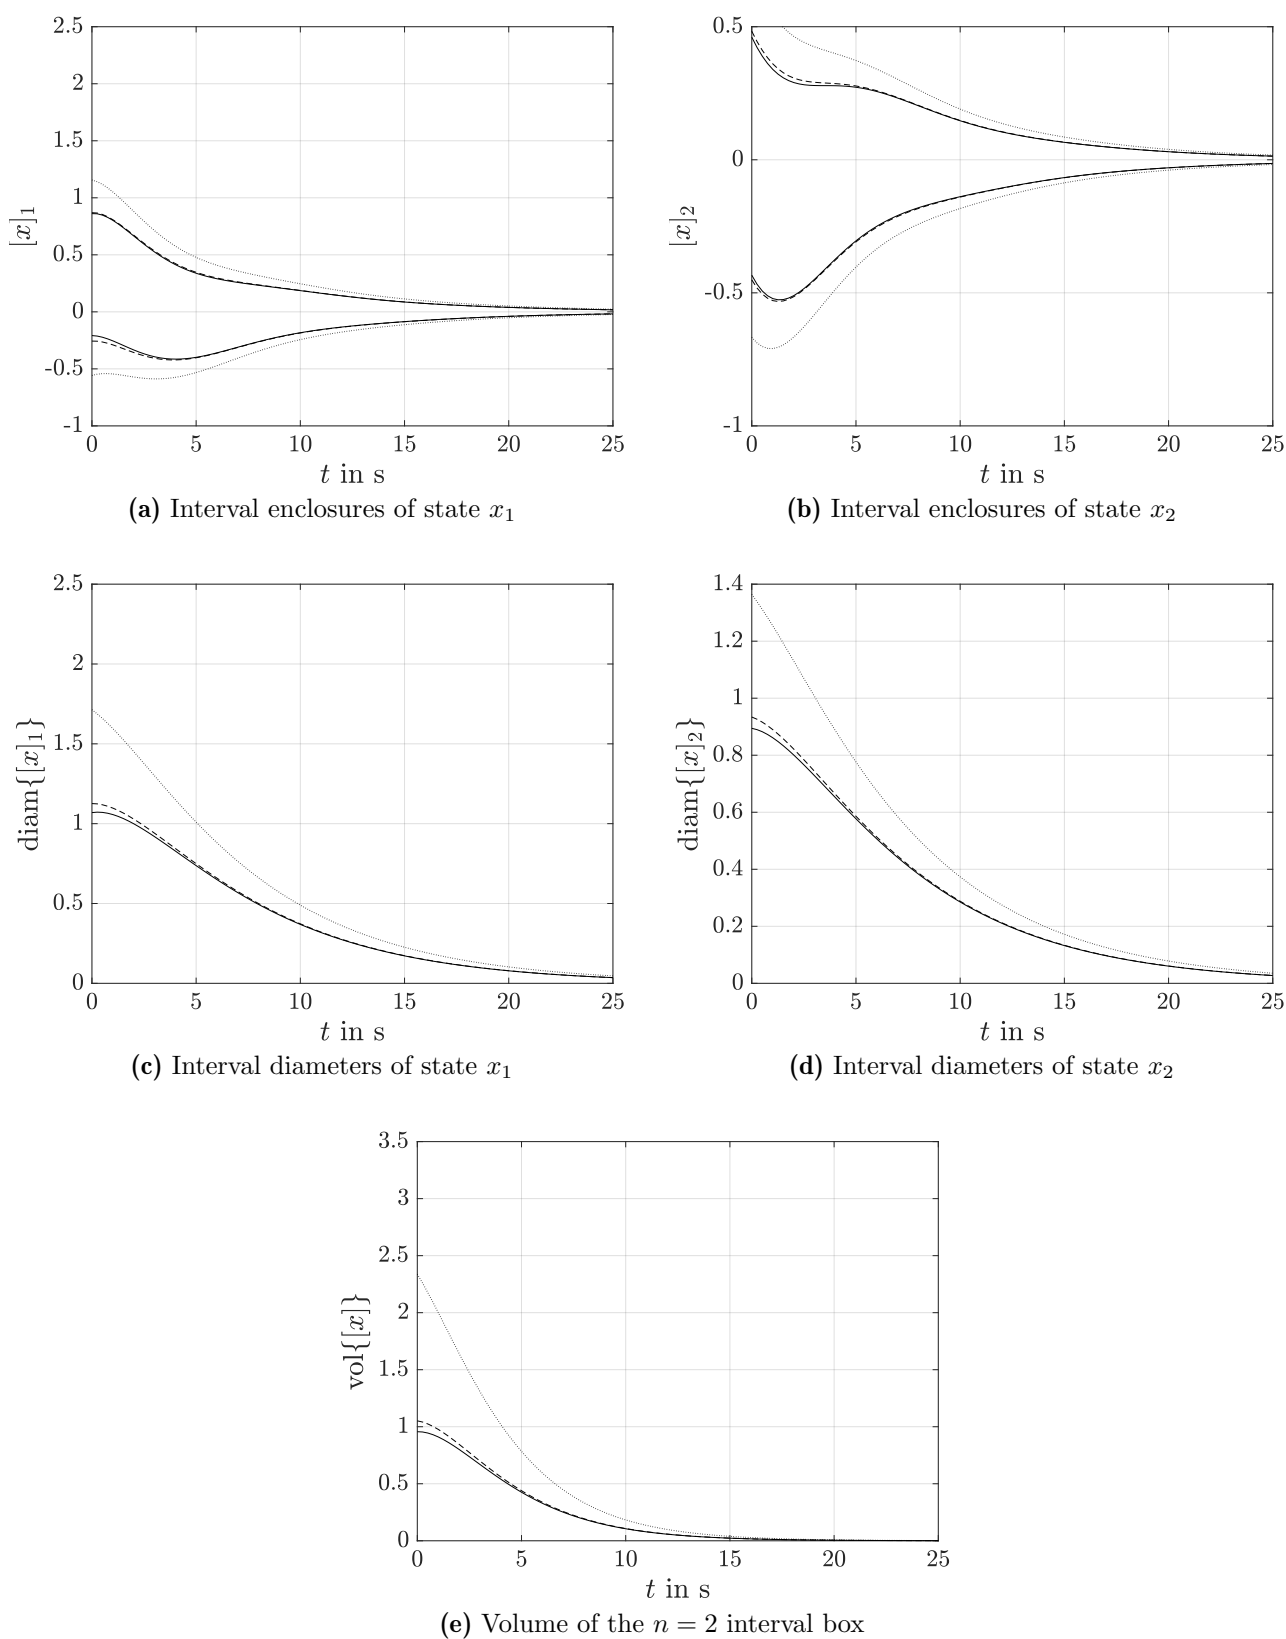 2.5
2
1.5
1
0.5
0
-0.5
-1
[x]₁
0 5 10 15 20 25
t in s
(a) Interval enclosures of state x₁
0.5
0
-0.5
-1
[x]₂
0 5 10 15 20 25
t in s
(b) Interval enclosures of state x₂
2.5
2
1.5
1
0.5
0
diam{[x]₁}
0 5 10 15 20 25
t in s
(c) Interval diameters of state x₁
1.4
1.2
1
0.8
0.6
0.4
0.2
0
diam{[x]₂}
0 5 10 15 20 25
t in s
(d) Interval diameters of state x₂
3.5
3
2.5
2
1.5
1
0.5
0
vol{[x]}
0 5 10 15 20 25
t in s
(e) Volume of the n = 2 interval box